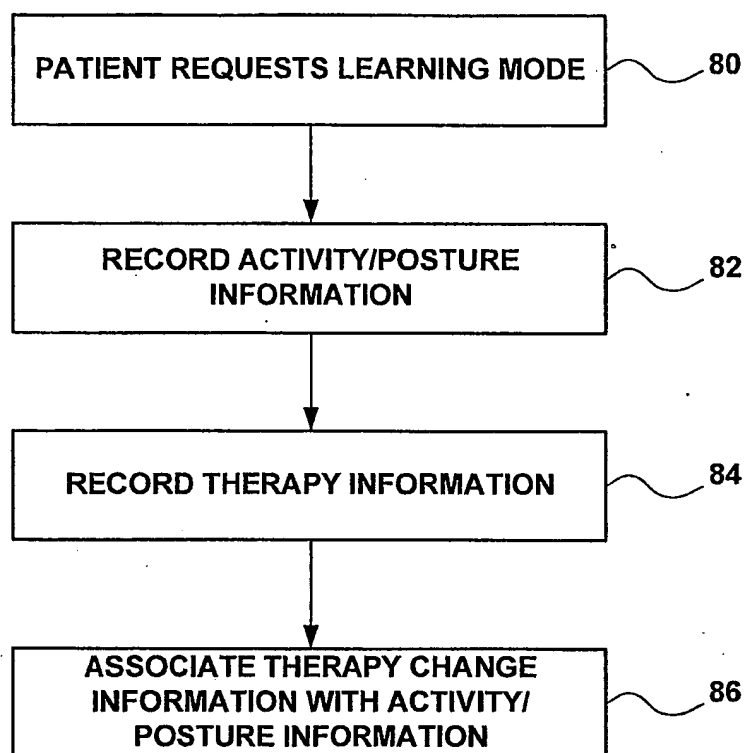 PATIENT REQUESTS LEARNING MODE
80
RECORD ACTIVITY/POSTURE
INFORMATION
82
RECORD THERAPY INFORMATION
84
ASSOCIATE THERAPY CHANGE
INFORMATION WITH ACTIVITY/
POSTURE INFORMATION
86